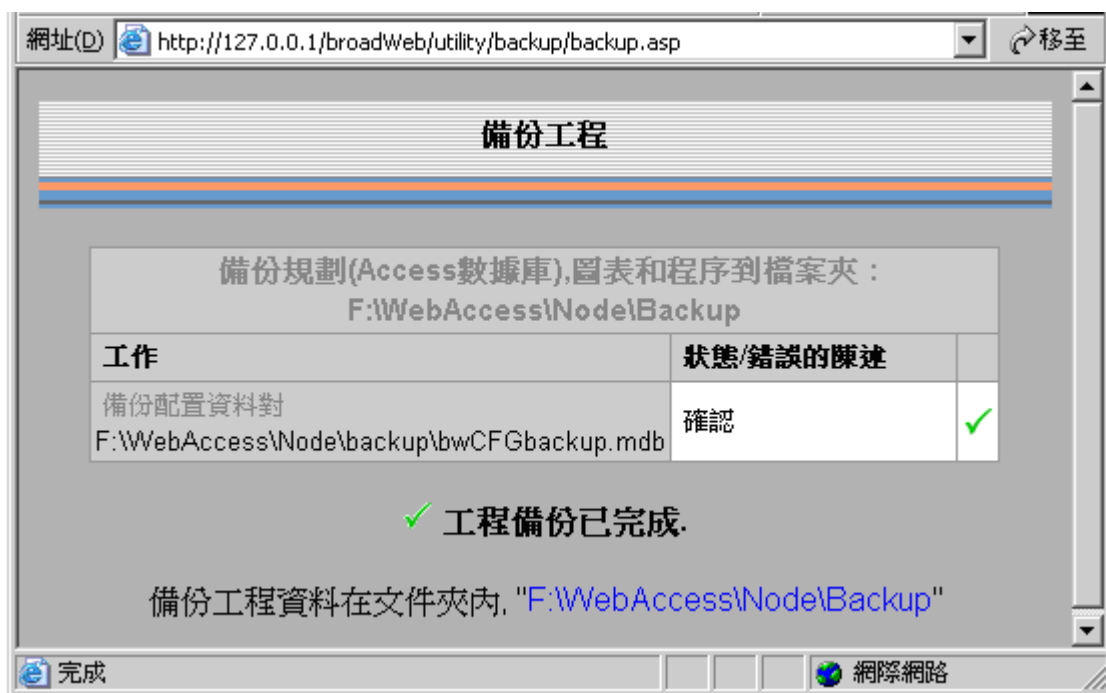 網址(D) http://127.0.0.1/broadWeb/utility/backup/backup.asp 移至
備份工程
備份規劃(Access數據庫),圖表和程序到檔案夾：
F:\WebAccess\Node\Backup
工作 狀態/錯誤的陳述
備份配置資料對
F:\WebAccess\Node\backup\bwCFGbackup.mdb 確認
工程備份已完成.
備份工程資料在文件夾內, "F:\WebAccess\Node\Backup"
完成 網際網路